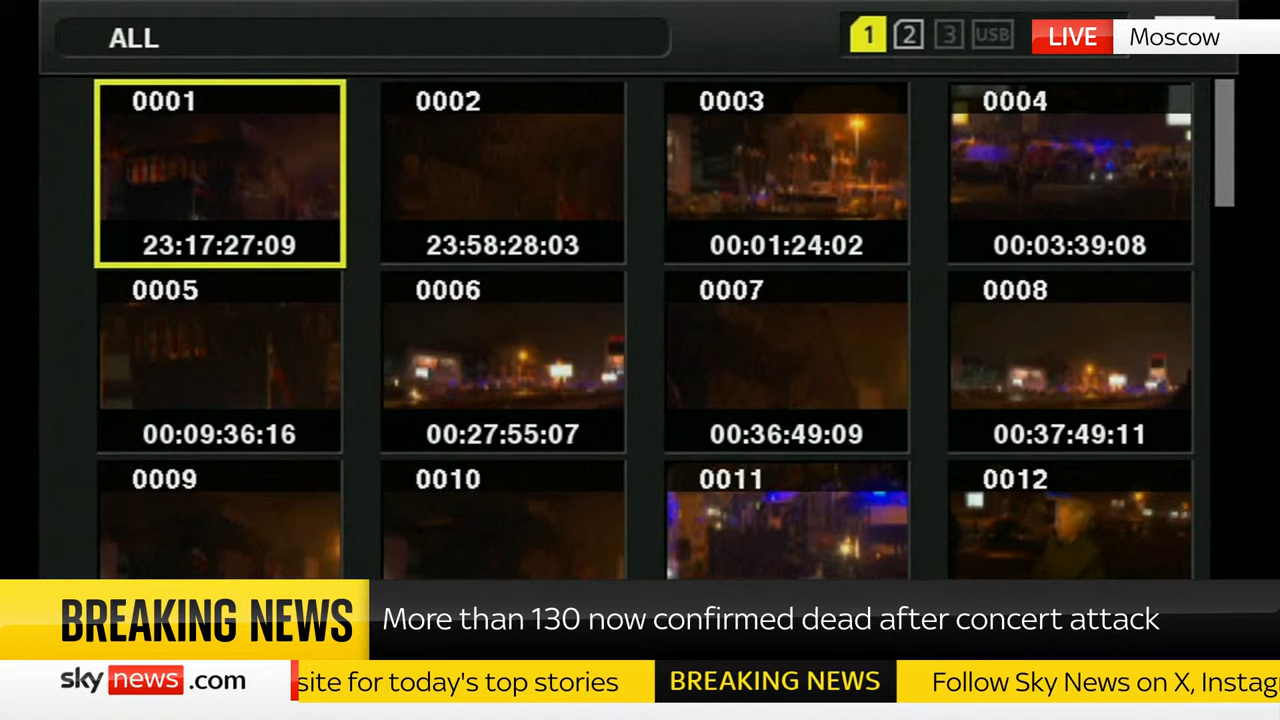 ALL
1 2 3 USB
LIVE Moscow
0001 0002 0003 0004
23:17:27:09 23:58:28:03 00:01:24:02 00:03:39:08
0005 0006 0007 0008
00:09:36:16 00:27:55:07 00:36:49:09 00:37:49:11
0009 0010 0011 0012
BREAKING NEWS More than 130 now confirmed dead after concert attack
sky news .com site for today's top stories BREAKING NEWS Follow Sky News on X, Instag